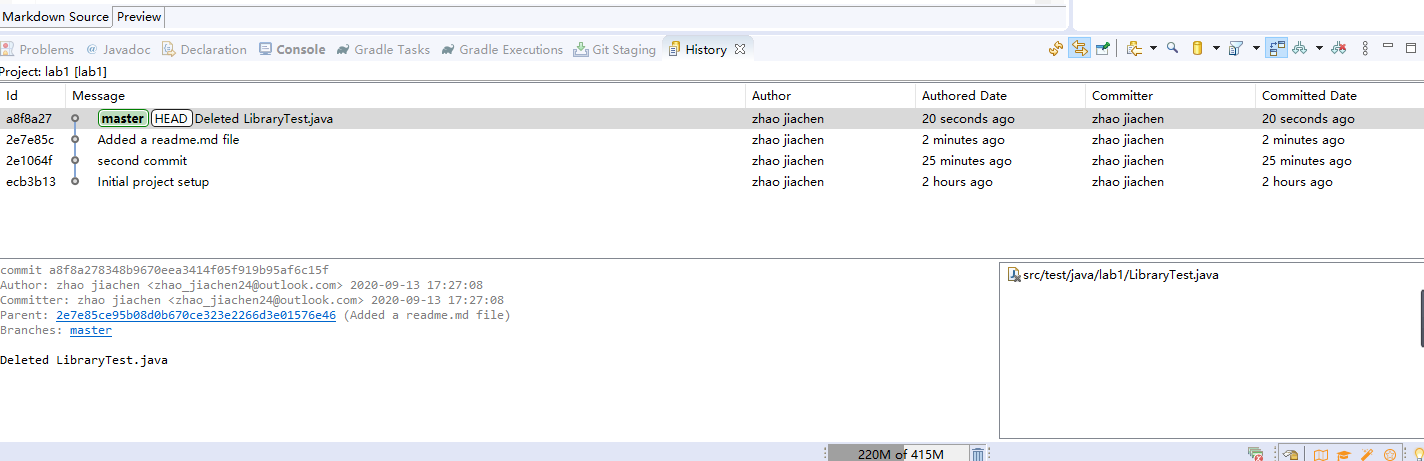 Markdown Source Preview
Problems @ Javadoc Declaration Console Gradle Tasks Gradle Executions Git Staging History
Project: lab1 [lab1]
Id Message Author Authored Date Committer Committed Date
a8f8a27 master HEAD Deleted LibraryTest.java zhao jiachen 20 seconds ago zhao jiachen 20 seconds ago
2e7e85c Added a readme.md file zhao jiachen 2 minutes ago zhao jiachen 2 minutes ago
2e1064f second commit zhao jiachen 25 minutes ago zhao jiachen 25 minutes ago
ecb3b13 Initial project setup zhao jiachen 2 hours ago zhao jiachen 2 hours ago
commit a8f8a278348b9670eea3414f05f919b95af6c15f
Author: zhao jiachen <zhao_jiachen24@outlook.com> 2020-09-13 17:27:08
Committer: zhao jiachen <zhao_jiachen24@outlook.com> 2020-09-13 17:27:08
Parent: 2e7e85ce95b08d0b670ce323e2266d3e01576e46 (Added a readme.md file)
Branches: master
Deleted LibraryTest.java
src/test/java/lab1/LibraryTest.java
220M of 415M